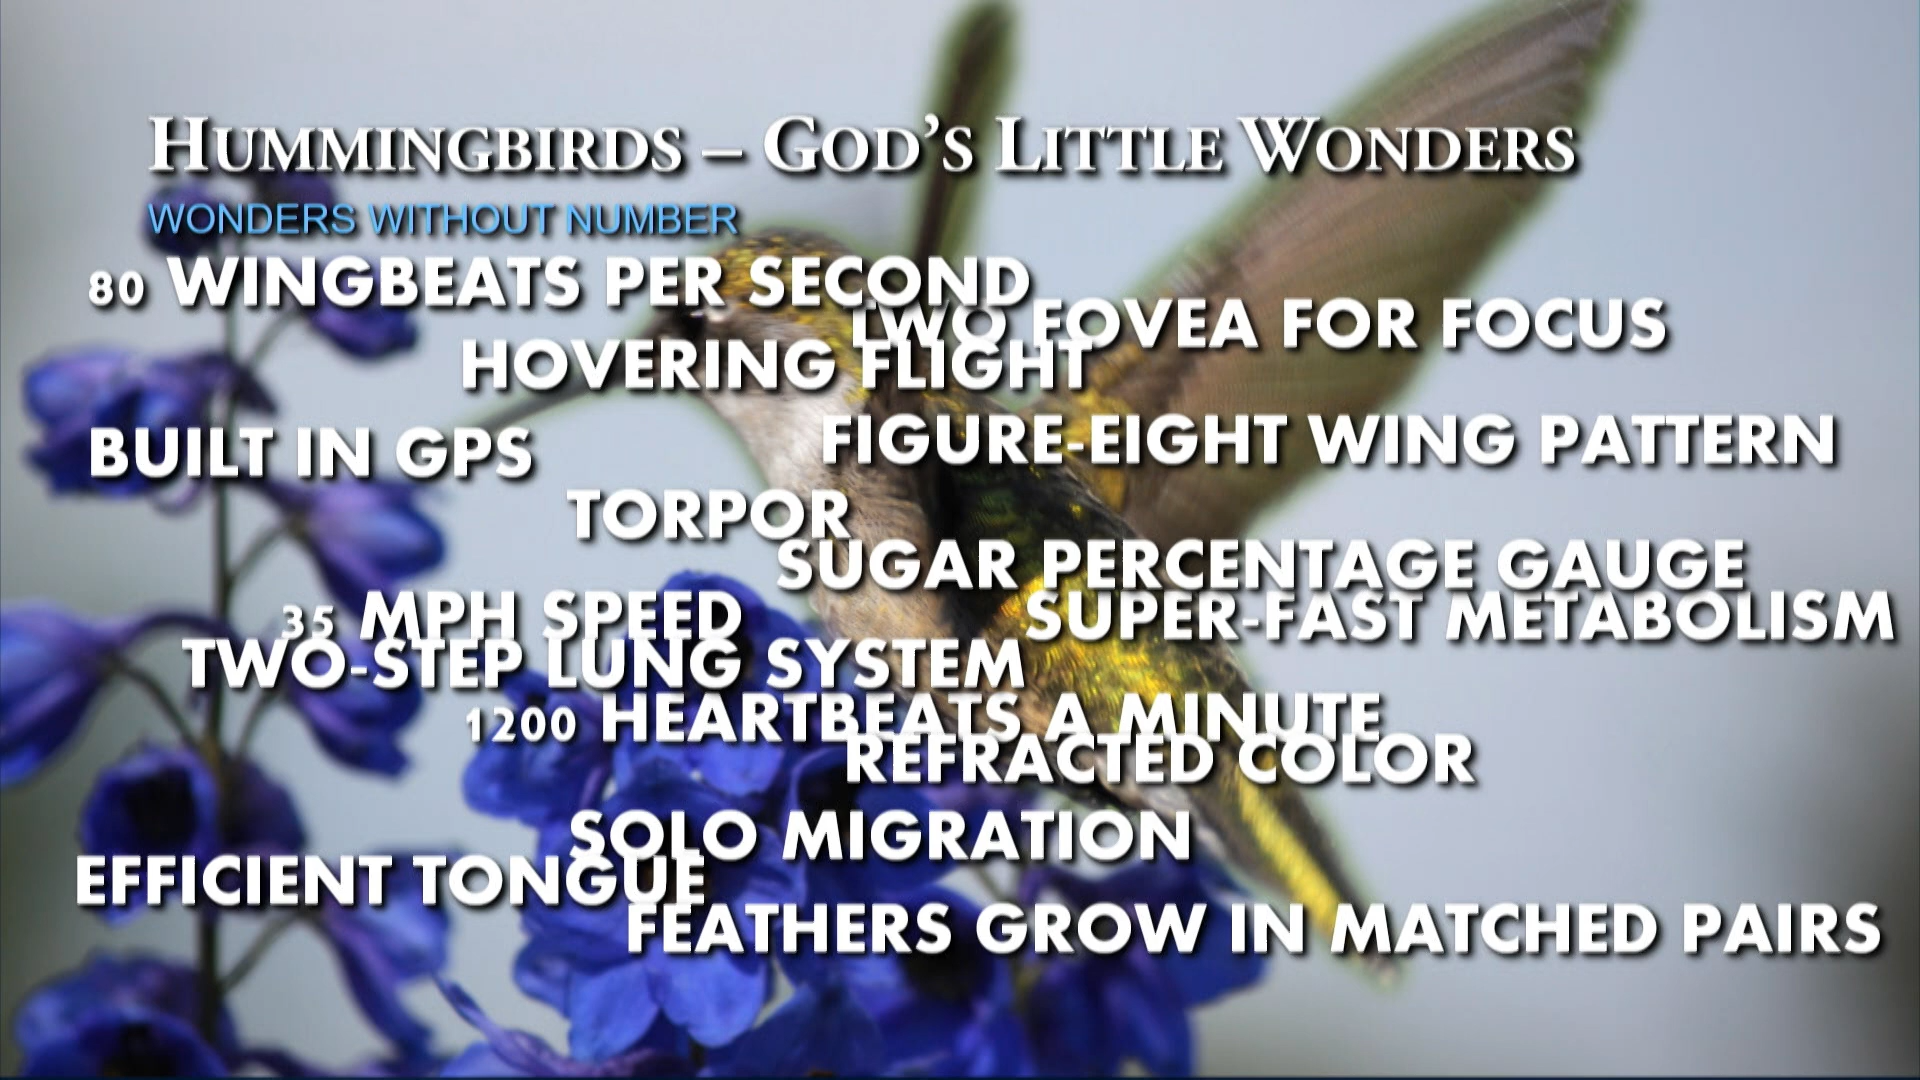 HUMMINGBIRDS – GOD'S LITTLE WONDERS
WONDERS WITHOUT NUMBER
80 WINGBEATS PER SECOND
TWO FOVEA FOR FOCUS
HOVERING FLIGHT
FIGURE-EIGHT WING PATTERN
BUILT IN GPS
TORPOR
SUGAR PERCENTAGE GAUGE
35 MPH SPEED
SUPER-FAST METABOLISM
TWO-STEP LUNG SYSTEM
1200 HEARTBEATS A MINUTE
REFRACTED COLOR
SOLO MIGRATION
EFFICIENT TONGUE
FEATHERS GROW IN MATCHED PAIRS